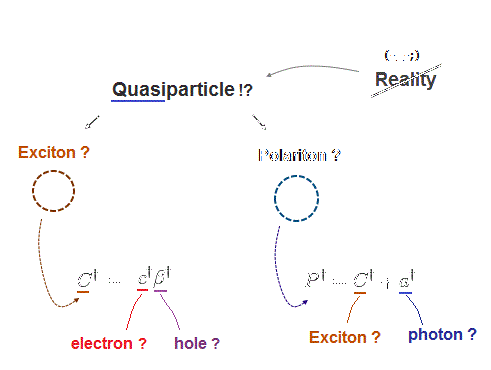 (...)
Reality
Quasiparticle !?
Exciton ?
Polariton ?
C† :~ c†β†
P† :~ C† + a†
electron ?
hole ?
Exciton ?
photon ?